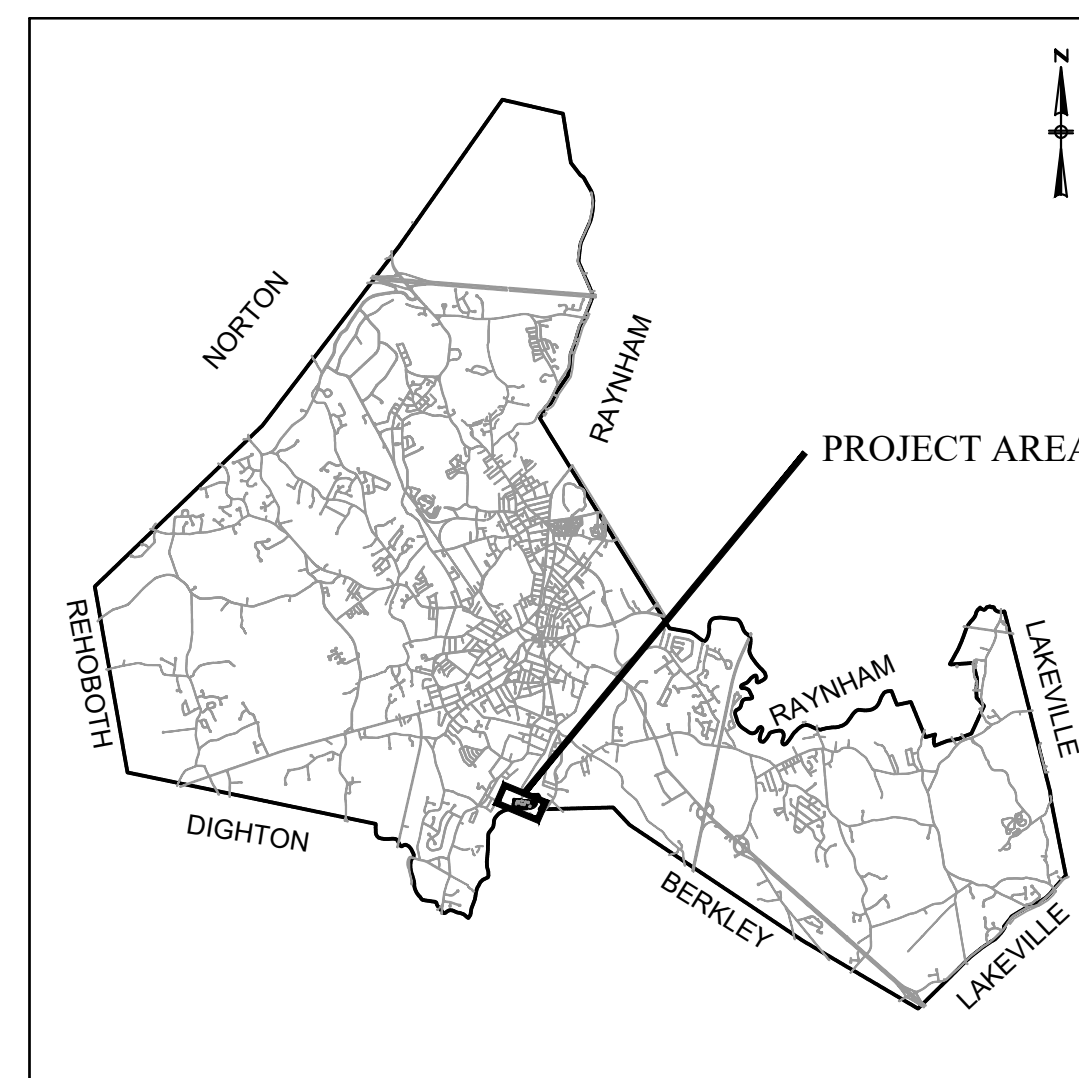 N
NORTON
RAYNHAM
PROJECT AREA
REHOBOTH
LAKEVILLE
RAYNHAM
DIGHTON
BERKLEY
LAKEVILLE